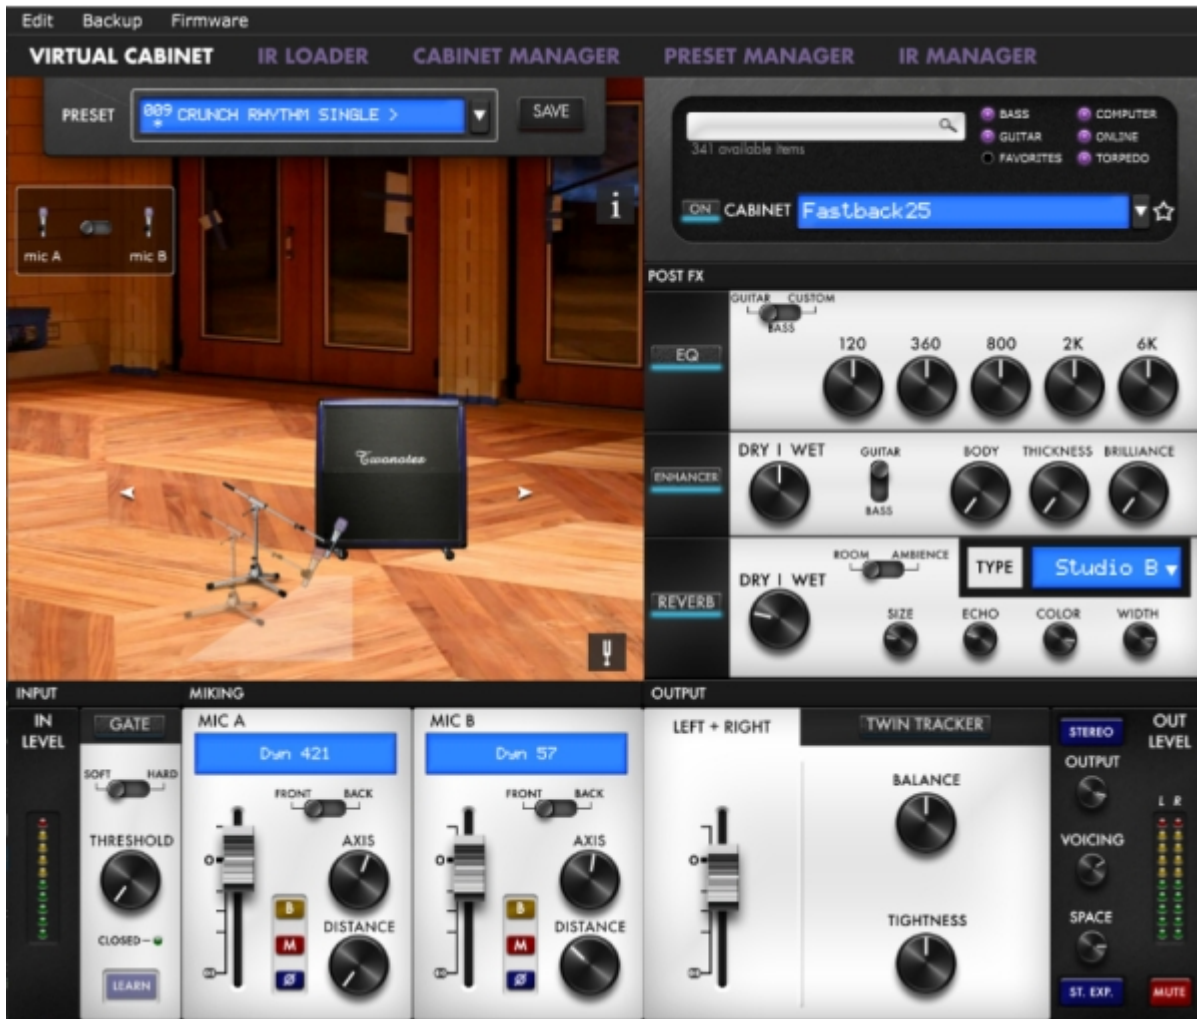 Edit Backup Firmware
VIRTUAL CABINET IR LOADER CABINET MANAGER PRESET MANAGER IR MANAGER
PRESET 009 * CRUNCH RHYTHM SINGLE > SAVE
341 available items
BASS COMPUTER
GUITAR ONLINE
FAVORITES TORPEDO
i
mic A mic B
ON CABINET Fastback25
POST FX
GUITAR CUSTOM
BASS
EQ
120 360 800 2K 6K
Twonotes
ENHANCER
DRY | WET GUITAR BODY THICKNESS BRILLIANCE
BASS
REVERB
DRY | WET ROOM AMBIENCE TYPE Studio B
SIZE ECHO COLOR WIDTH
INPUT MIKING OUTPUT
IN LEVEL
GATE
SOFT HARD
THRESHOLD
CLOSED
LEARN
MIC A
Dyn 421
FRONT BACK
0
AXIS
B
M
Ø
DISTANCE
∞
MIC B
Dyn 57
FRONT BACK
0
AXIS
B
M
Ø
DISTANCE
∞
LEFT + RIGHT
0
∞
TWIN TRACKER
BALANCE
TIGHTNESS
STEREO
OUTPUT
VOICING
SPACE
ST. EXP.
OUT LEVEL
L R
MUTE